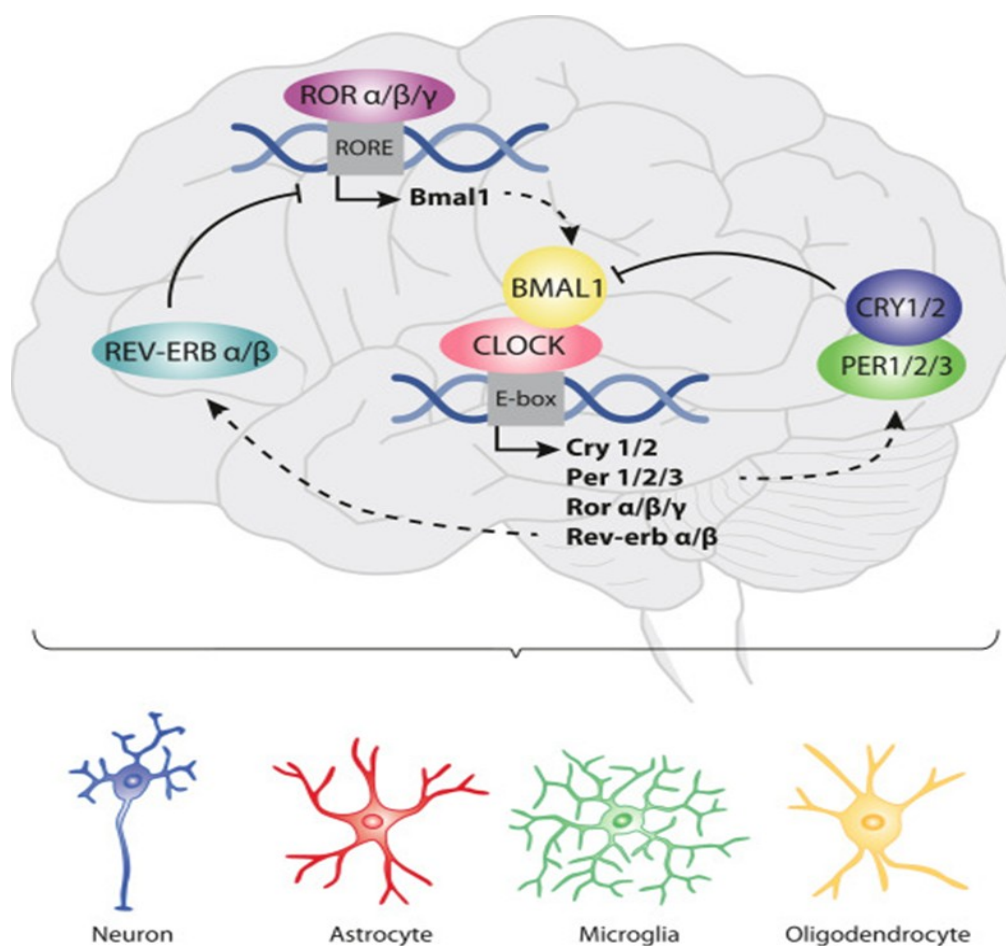 ROR α/β/γ
RORE
Bmal1
BMAL1
CLOCK
CRY1/2
PER1/2/3
REV-ERB α/β
E-box
Cry 1/2
Per 1/2/3
Ror α/β/γ
Rev-erb α/β
Neuron
Astrocyte
Microglia
Oligodendrocyte